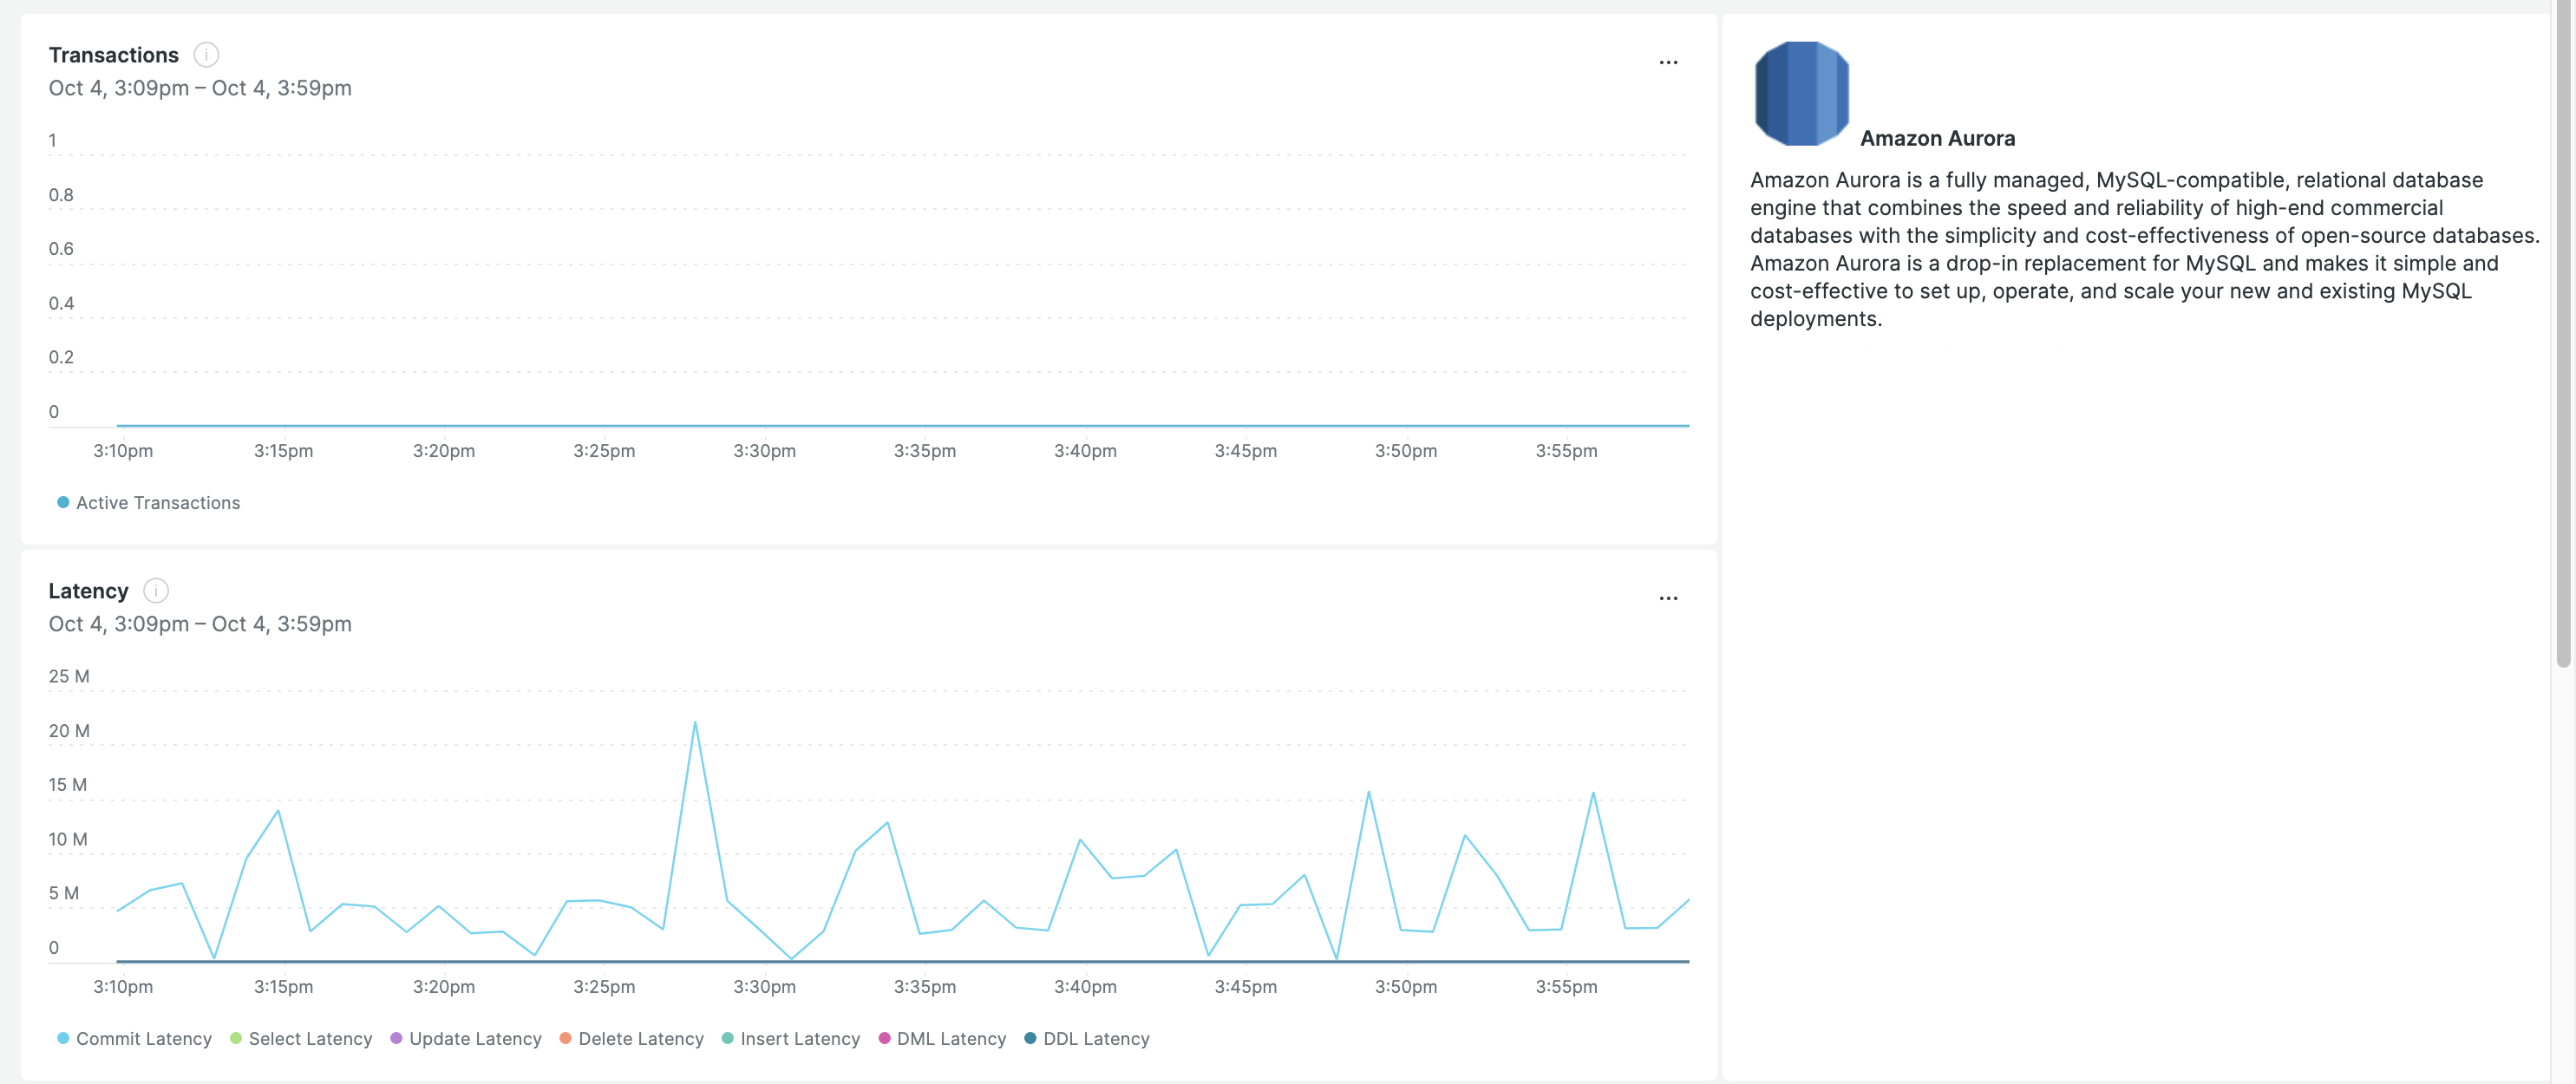 Transactions
Oct 4, 3:09pm – Oct 4, 3:59pm
...
1
0.8
0.6
0.4
0.2
0
3:10pm 3:15pm 3:20pm 3:25pm 3:30pm 3:35pm 3:40pm 3:45pm 3:50pm 3:55pm
Active Transactions
Latency
Oct 4, 3:09pm – Oct 4, 3:59pm
...
25 M
20 M
15 M
10 M
5 M
0
3:10pm 3:15pm 3:20pm 3:25pm 3:30pm 3:35pm 3:40pm 3:45pm 3:50pm 3:55pm
Commit Latency Select Latency Update Latency Delete Latency Insert Latency DML Latency DDL Latency
Amazon Aurora
Amazon Aurora is a fully managed, MySQL-compatible, relational database
engine that combines the speed and reliability of high-end commercial
databases with the simplicity and cost-effectiveness of open-source databases.
Amazon Aurora is a drop-in replacement for MySQL and makes it simple and
cost-effective to set up, operate, and scale your new and existing MySQL
deployments.